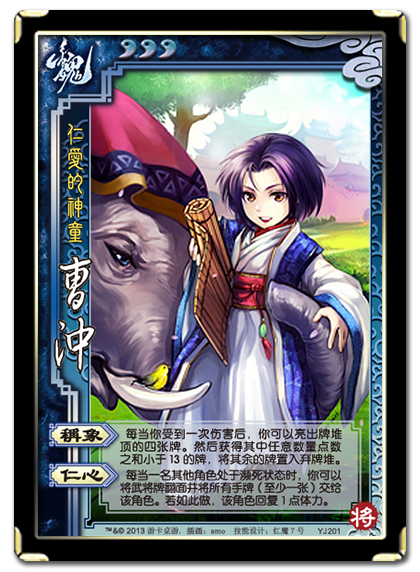 魏
仁愛的神童
曹沖
稱象
每当你受到一次伤害后，你可以亮出牌堆
顶的四张牌。然后获得其中任意数量点数
之和小于 13 的牌，将其余的牌置入弃牌堆。
仁心
每当一名其他角色处于濒死状态时，你可以
将武将牌翻面并将所有手牌（至少一张）交给
该角色。若如此做，该角色回复 1 点体力。
™&© 2013 游卡桌游. 插画：amo 技能设计：红魔7号 YJ201
将